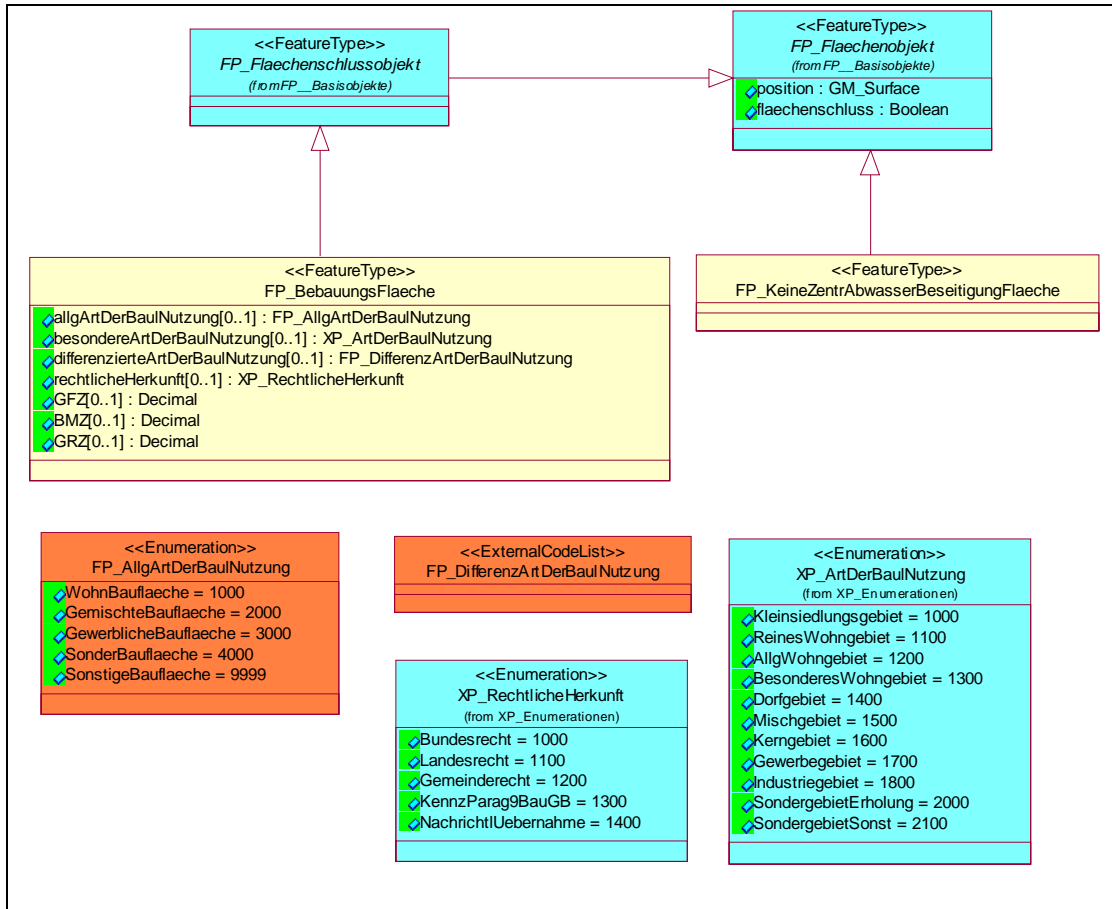 <<FeatureType>>
FP_Flaechenschlussobjekt
(from FP__Basisobjekte)
<<FeatureType>>
FP_Flaechenobjekt
(from FP__Basisobjekte)
position : GM_Surface
flaechenschluss : Boolean
<<FeatureType>>
FP_BebauungsFlaeche
allgArtDerBaulNutzung[0..1] : FP_AllgArtDerBaulNutzung
besondereArtDerBaulNutzung[0..1] : XP_ArtDerBaulNutzung
differenzierteArtDerBaulNutzung[0..1] : FP_DifferenzArtDerBaulNutzung
rechtlicheHerkunft[0..1] : XP_RechtlicheHerkunft
GFZ[0..1] : Decimal
BMZ[0..1] : Decimal
GRZ[0..1] : Decimal
<<FeatureType>>
FP_KeineZentrAbwasserBeseitigungFlaeche
<<Enumeration>>
FP_AllgArtDerBaulNutzung
WohnBauflaeche = 1000
GemischteBauflaeche = 2000
GewerblicheBauflaeche = 3000
SonderBauflaeche = 4000
SonstigeBauflaeche = 9999
<<ExternalCodeList>>
FP_DifferenzArtDerBaulNutzung
<<Enumeration>>
XP_RechtlicheHerkunft
(from XP_Enumerationen)
Bundesrecht = 1000
Landesrecht = 1100
Gemeinderecht = 1200
KennzParag9BauGB = 1300
NachrichtlUebernahme = 1400
<<Enumeration>>
XP_ArtDerBaulNutzung
(from XP_Enumerationen)
Kleinsiedlungsgebiet = 1000
ReinesWohngebiet = 1100
AllgWohngebiet = 1200
BesonderesWohngebiet = 1300
Dorfgebiet = 1400
Mischgebiet = 1500
Kerngebiet = 1600
Gewerbegebiet = 1700
Industriegebiet = 1800
SondergebietErholung = 2000
SondergebietSonst = 2100